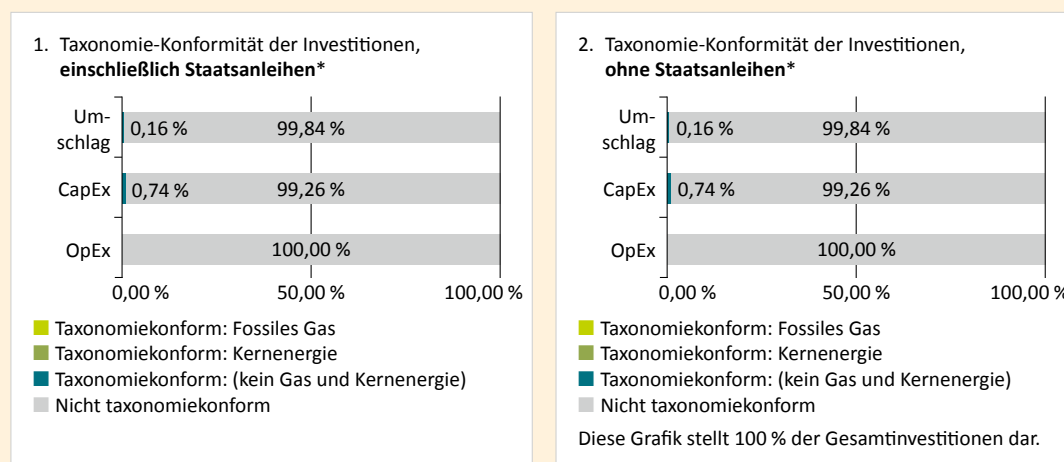 1. Taxonomie-Konformität der Investitionen,
einschließlich Staatsanleihen*
Um-
schlag
0,16 %
99,84 %
CapEx
0,74 %
99,26 %
OpEx
100,00 %
0,00 %
50,00 %
100,00 %
Taxonomiekonform: Fossiles Gas
Taxonomiekonform: Kernenergie
Taxonomiekonform: (kein Gas und Kernenergie)
Nicht taxonomiekonform
2. Taxonomie-Konformität der Investitionen,
ohne Staatsanleihen*
Um-
schlag
0,16 %
99,84 %
CapEx
0,74 %
99,26 %
OpEx
100,00 %
0,00 %
50,00 %
100,00 %
Taxonomiekonform: Fossiles Gas
Taxonomiekonform: Kernenergie
Taxonomiekonform: (kein Gas und Kernenergie)
Nicht taxonomiekonform
Diese Grafik stellt 100 % der Gesamtinvestitionen dar.